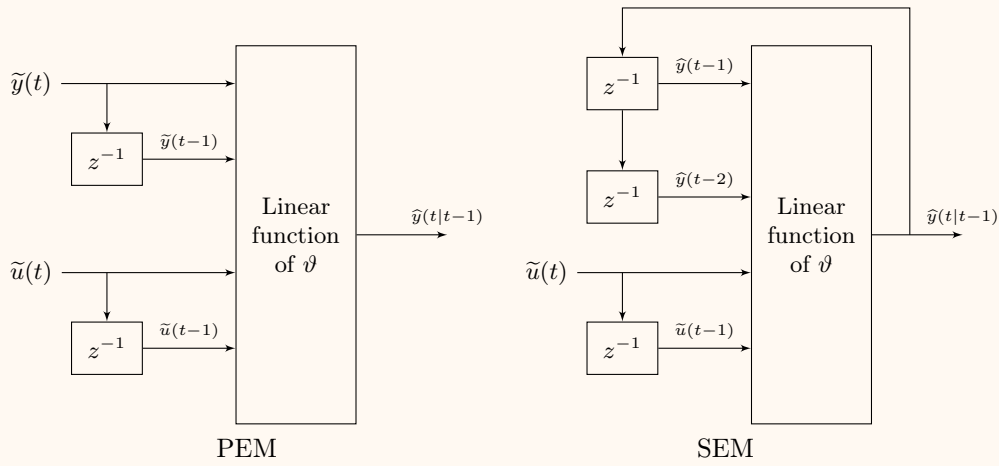 ỹ(t)
z⁻¹
ỹ(t−1)
ũ(t)
z⁻¹
ũ(t−1)
Linear
function
of ϑ
ŷ(t|t−1)
PEM
z⁻¹
ŷ(t−1)
z⁻¹
ŷ(t−2)
ũ(t)
z⁻¹
ũ(t−1)
Linear
function
of ϑ
ŷ(t|t−1)
SEM